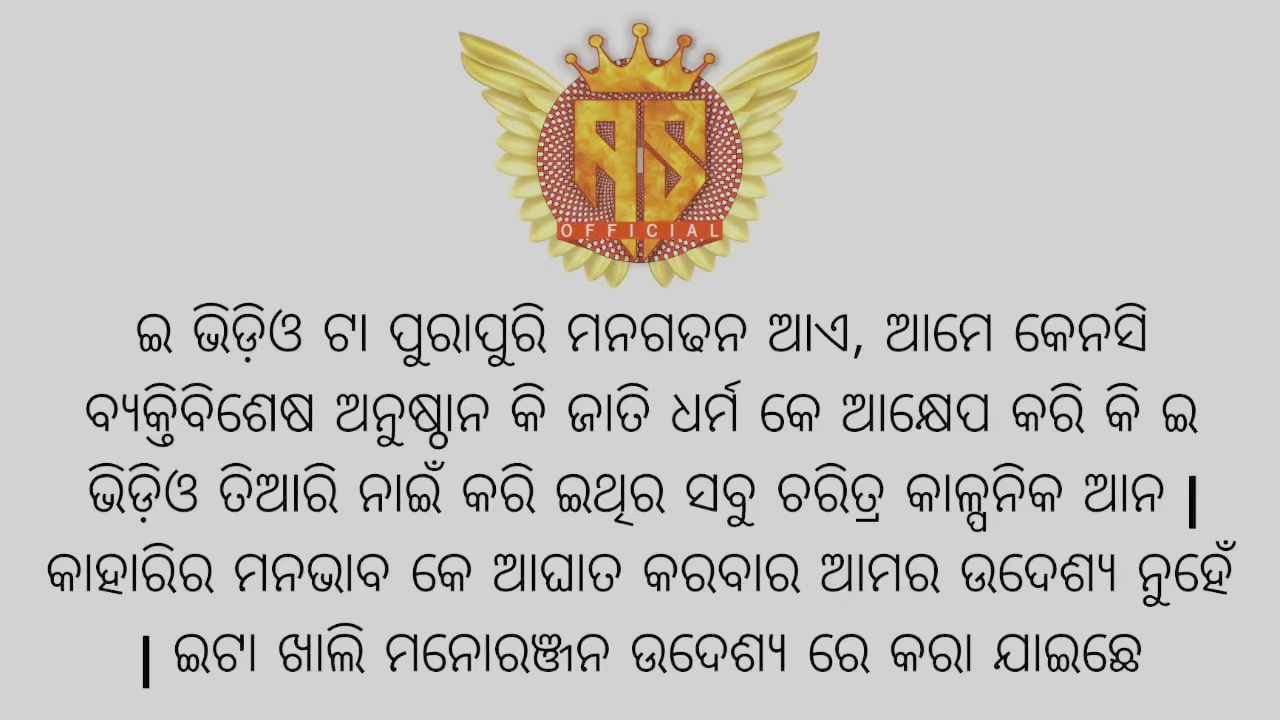 AS
OFFICIAL
ଇ ଭିଡ଼ିଓ ଟା ପୁରାପୁରି ମନଗଢନ ଆଏ, ଆମେ କେନସି
ବ୍ୟକ୍ତିବିଶେଷ ଅନୁଷ୍ଠାନ କି ଜାତି ଧର୍ମ କେ ଆକ୍ଷେପ କରି କି ଇ
ଭିଡ଼ିଓ ତିଆରି ନାଇଁ କରି ଇଥିର ସବୁ ଚରିତ୍ର କାଳ୍ପନିକ ଆନ |
କାହାରିର ମନଭାବ କେ ଆଘାତ କରବାର ଆମର ଉଦେଶ୍ୟ ନୁହେଁ
| ଇଟା ଖାଲି ମନୋରଞ୍ଜନ ଉଦେଶ୍ୟ ରେ କରା ଯାଇଛେ